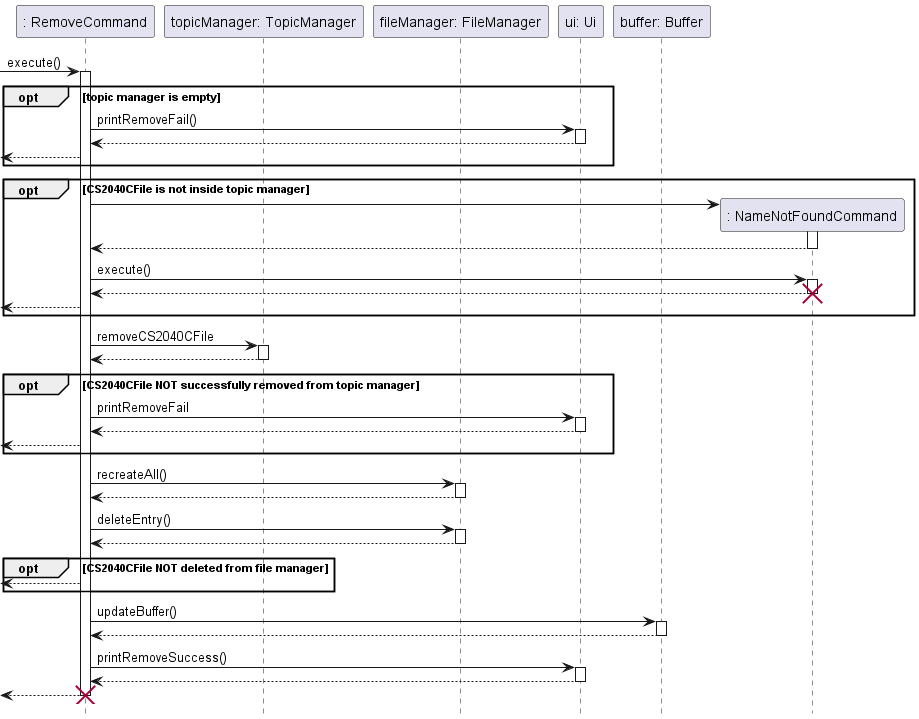 : RemoveCommand
topicManager: TopicManager
fileManager: FileManager
ui: Ui
buffer: Buffer
execute()
opt
[topic manager is empty]
printRemoveFail()
opt
[CS2040CFile is not inside topic manager]
: NameNotFoundCommand
execute()
removeCS2040CFile
opt
[CS2040CFile NOT successfully removed from topic manager]
printRemoveFail
recreateAll()
deleteEntry()
opt
[CS2040CFile NOT deleted from file manager]
updateBuffer()
printRemoveSuccess()